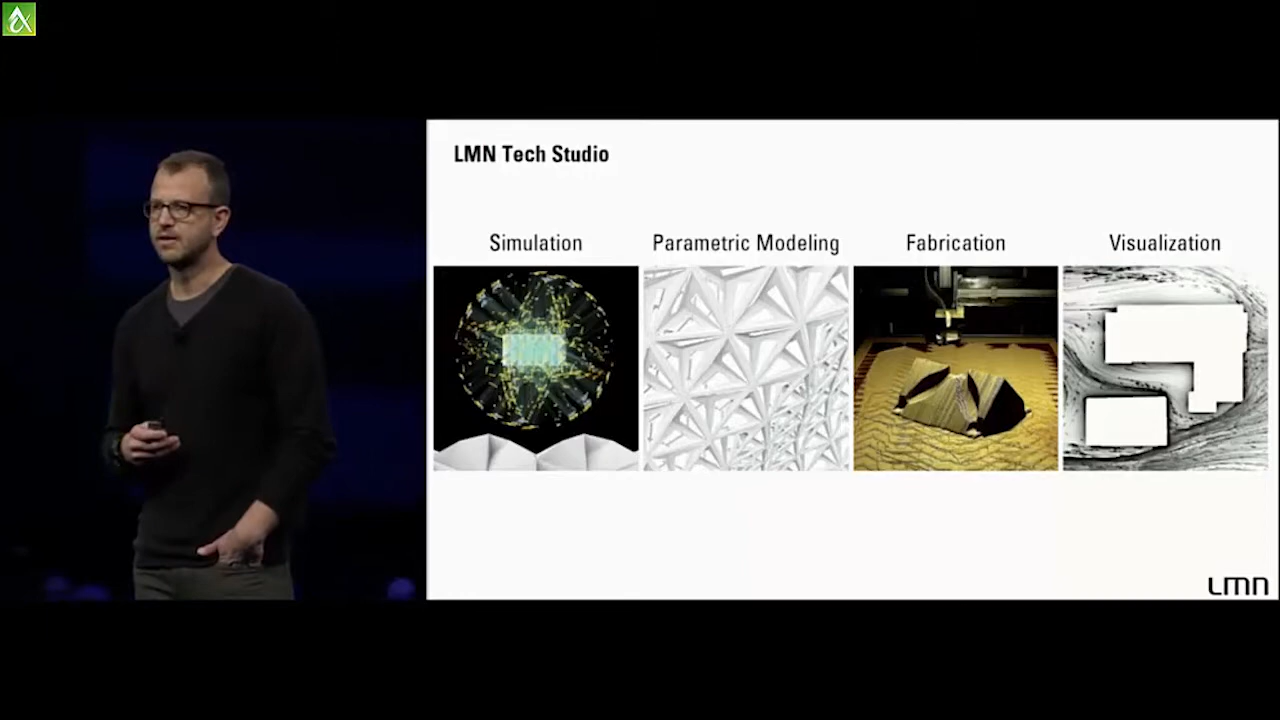 LMN Tech Studio
Simulation
Parametric Modeling
Fabrication
Visualization
LMN